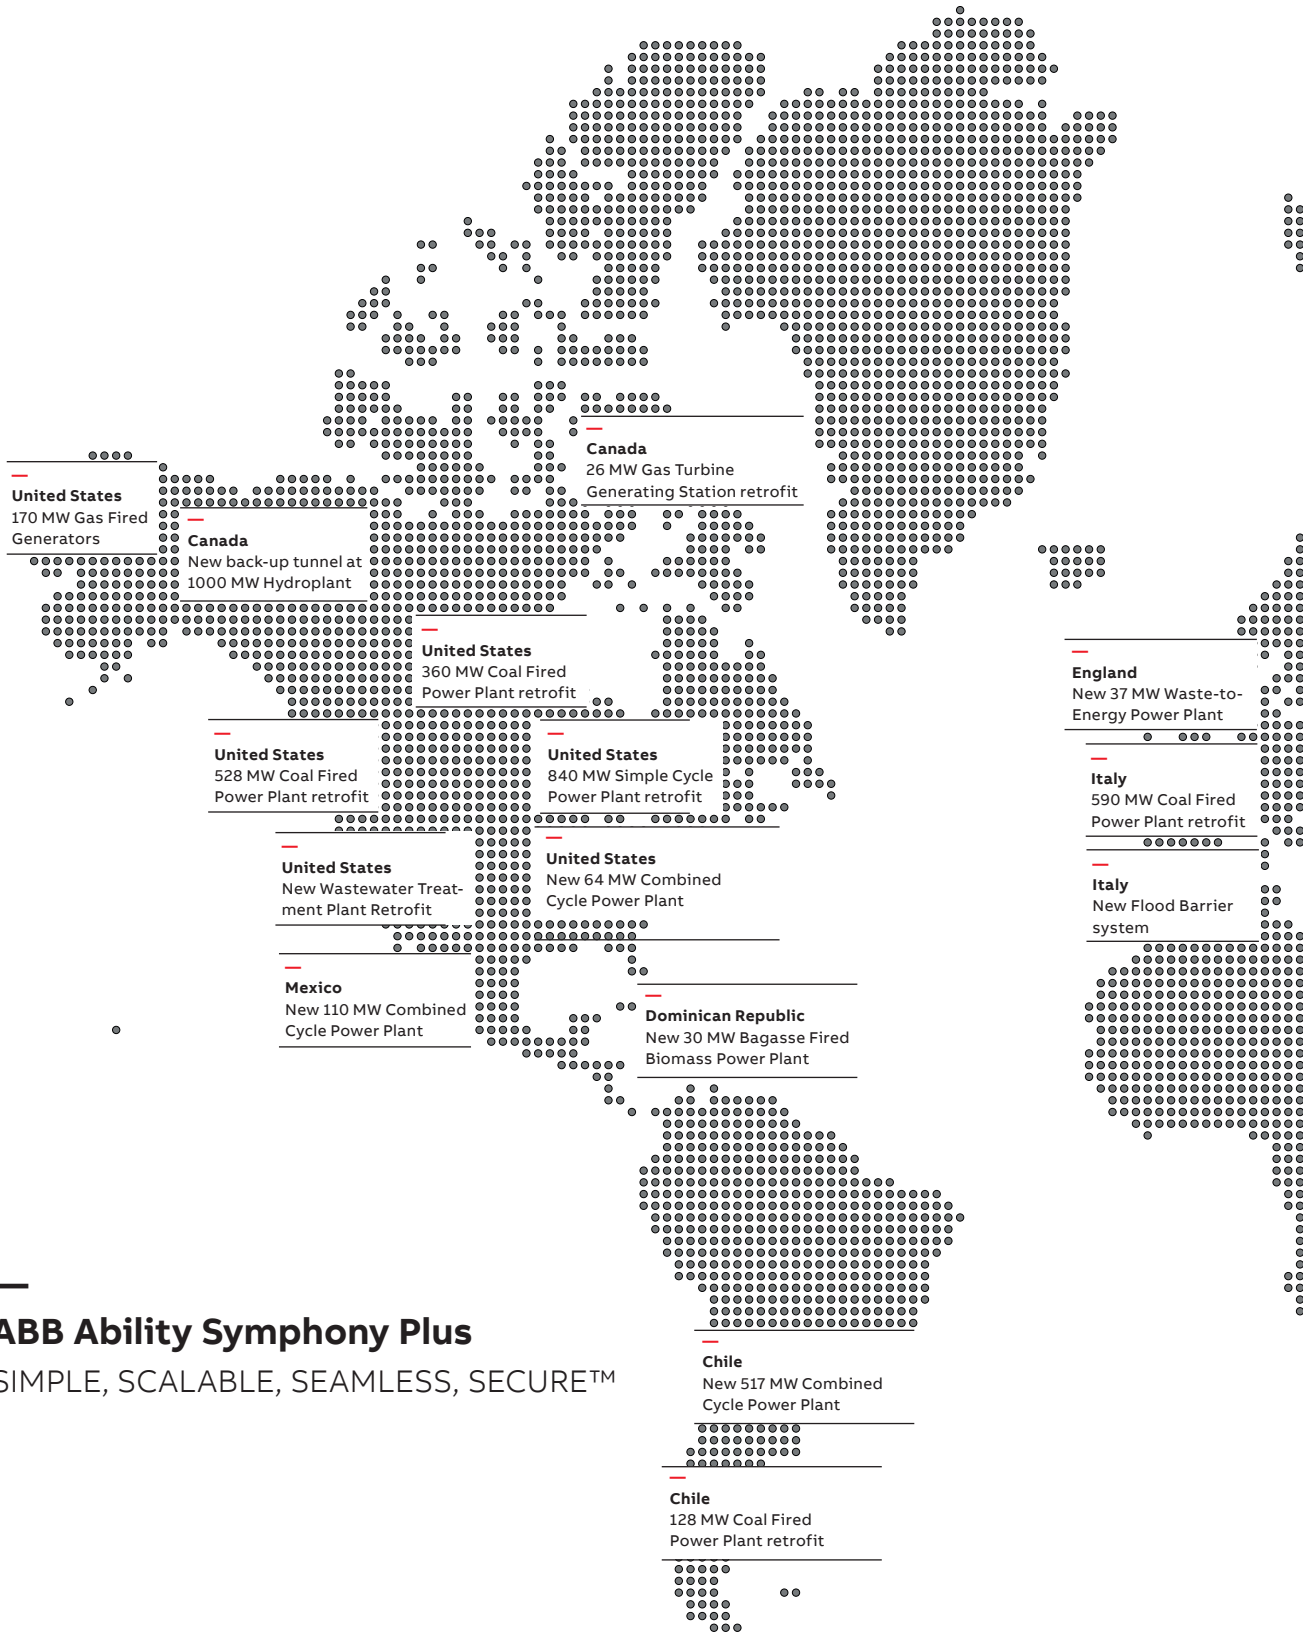 Canada
26 MW Gas Turbine
Generating Station retrofit
United States
170 MW Gas Fired
Generators
Canada
New back-up tunnel at
1000 MW Hydroplant
United States
360 MW Coal Fired
Power Plant retrofit
England
New 37 MW Waste-to-
Energy Power Plant
United States
528 MW Coal Fired
Power Plant retrofit
United States
840 MW Simple Cycle
Power Plant retrofit
Italy
590 MW Coal Fired
Power Plant retrofit
United States
New Wastewater Treat-
ment Plant Retrofit
United States
New 64 MW Combined
Cycle Power Plant
Italy
New Flood Barrier
system
Mexico
New 110 MW Combined
Cycle Power Plant
Dominican Republic
New 30 MW Bagasse Fired
Biomass Power Plant
ABB Ability Symphony Plus
SIMPLE, SCALABLE, SEAMLESS, SECURE™
Chile
New 517 MW Combined
Cycle Power Plant
Chile
128 MW Coal Fired
Power Plant retrofit